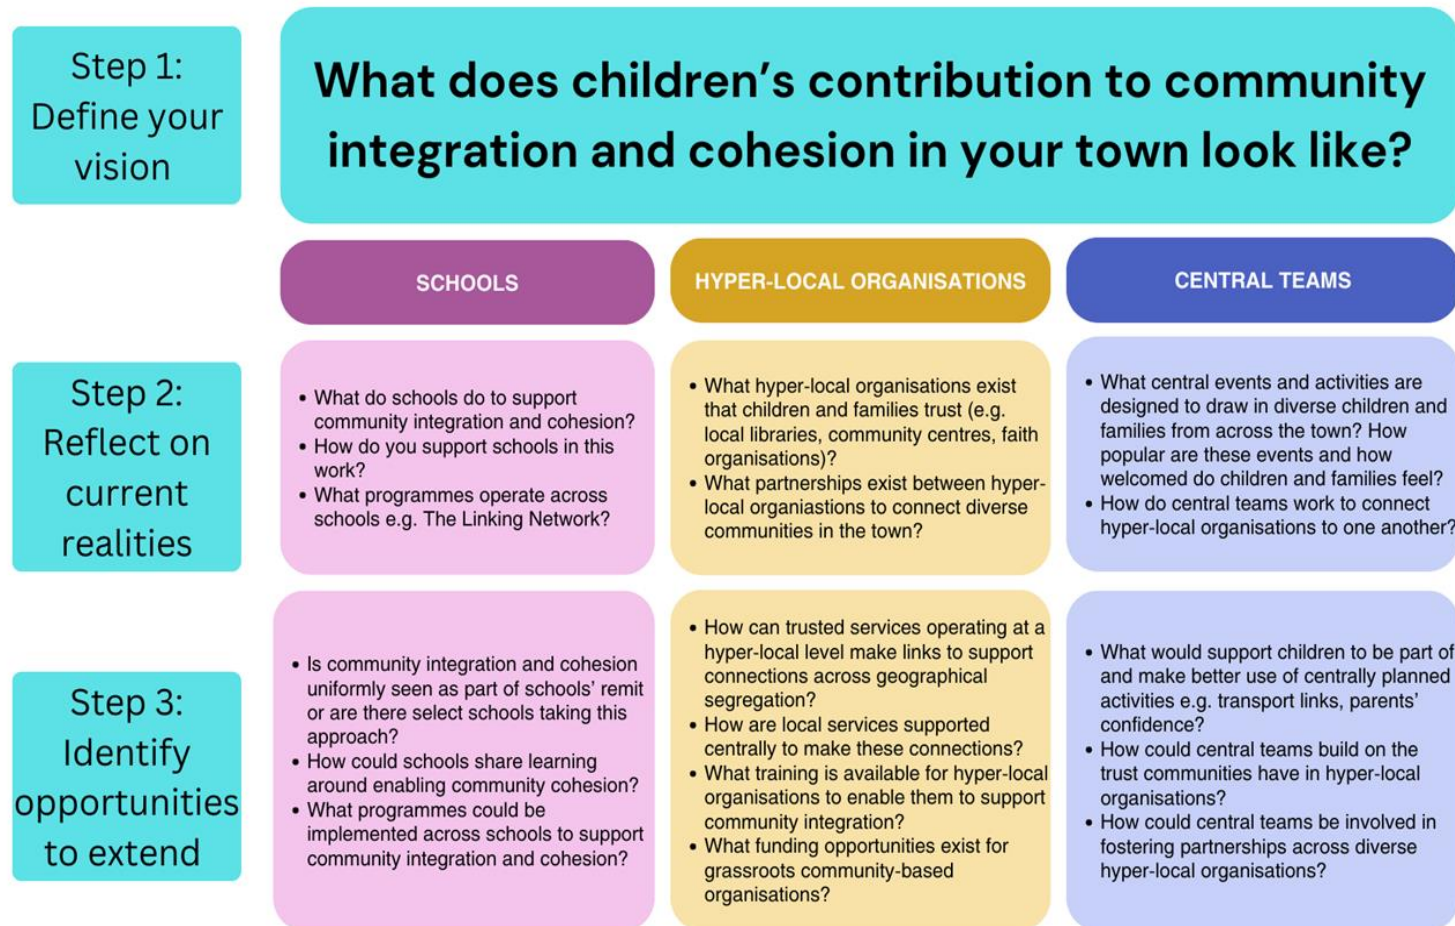 Step 1:
Define your
vision
What does children's contribution to community
integration and cohesion in your town look like?
SCHOOLS
HYPER-LOCAL ORGANISATIONS
CENTRAL TEAMS
Step 2:
Reflect on
current
realities
• What do schools do to support
community integration and cohesion?
• How do you support schools in this
work?
• What programmes operate across
schools e.g. The Linking Network?
• What hyper-local organisations exist
that children and families trust (e.g.
local libraries, community centres, faith
organisations)?
• What partnerships exist between hyper-
local organiastions to connect diverse
communities in the town?
• What central events and activities are
designed to draw in diverse children and
families from across the town? How
popular are these events and how
welcomed do children and families feel?
• How do central teams work to connect
hyper-local organisations to one another?
Step 3:
Identify
opportunities
to extend
• Is community integration and cohesion
uniformly seen as part of schools' remit
or are there select schools taking this
approach?
• How could schools share learning
around enabling community cohesion?
• What programmes could be
implemented across schools to support
community integration and cohesion?
• How can trusted services operating at a
hyper-local level make links to support
connections across geographical
segregation?
• How are local services supported
centrally to make these connections?
• What training is available for hyper-local
organisations to enable them to support
community integration?
• What funding opportunities exist for
grassroots community-based
organisations?
• What would support children to be part of
and make better use of centrally planned
activities e.g. transport links, parents'
confidence?
• How could central teams build on the
trust communities have in hyper-local
organisations?
• How could central teams be involved in
fostering partnerships across diverse
hyper-local organisations?